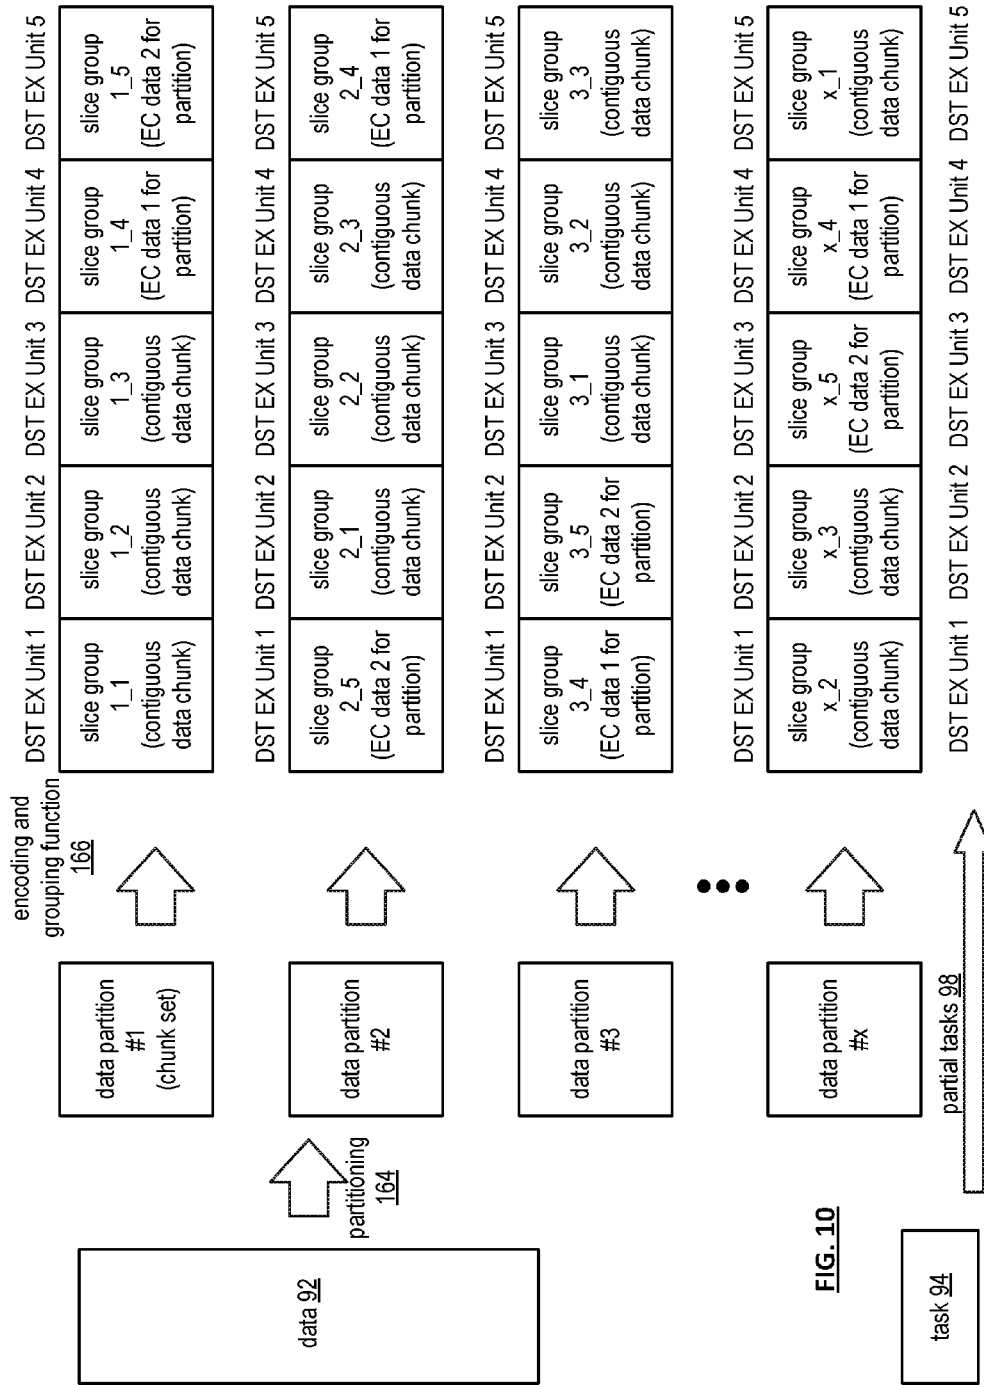 data 92
partitioning
164
data partition
#1
(chunk set)
data partition
#2
data partition
#3
data partition
#x
encoding and
grouping function
166
DST EX Unit 1
DST EX Unit 2
DST EX Unit 3
DST EX Unit 4
DST EX Unit 5
slice group
1_1
(contiguous
data chunk)
slice group
1_2
(contiguous
data chunk)
slice group
1_3
(contiguous
data chunk)
slice group
1_4
(EC data 1 for
partition)
slice group
1_5
(EC data 2 for
partition)
DST EX Unit 1
DST EX Unit 2
DST EX Unit 3
DST EX Unit 4
DST EX Unit 5
slice group
2_5
(EC data 2 for
partition)
slice group
2_1
(contiguous
data chunk)
slice group
2_2
(contiguous
data chunk)
slice group
2_3
(contiguous
data chunk)
slice group
2_4
(EC data 1 for
partition)
DST EX Unit 1
DST EX Unit 2
DST EX Unit 3
DST EX Unit 4
DST EX Unit 5
slice group
3_4
(EC data 1 for
partition)
slice group
3_5
(EC data 2 for
partition)
slice group
3_1
(contiguous
data chunk)
slice group
3_2
(contiguous
data chunk)
slice group
3_3
(contiguous
data chunk)
DST EX Unit 1
DST EX Unit 2
DST EX Unit 3
DST EX Unit 4
DST EX Unit 5
slice group
x_2
(contiguous
data chunk)
slice group
x_3
(contiguous
data chunk)
slice group
x_5
(EC data 2 for
partition)
slice group
x_4
(EC data 1 for
partition)
slice group
x_1
(contiguous
data chunk)
task 94
partial tasks 98
DST EX Unit 1
DST EX Unit 2
DST EX Unit 3
DST EX Unit 4
DST EX Unit 5
FIG. 10